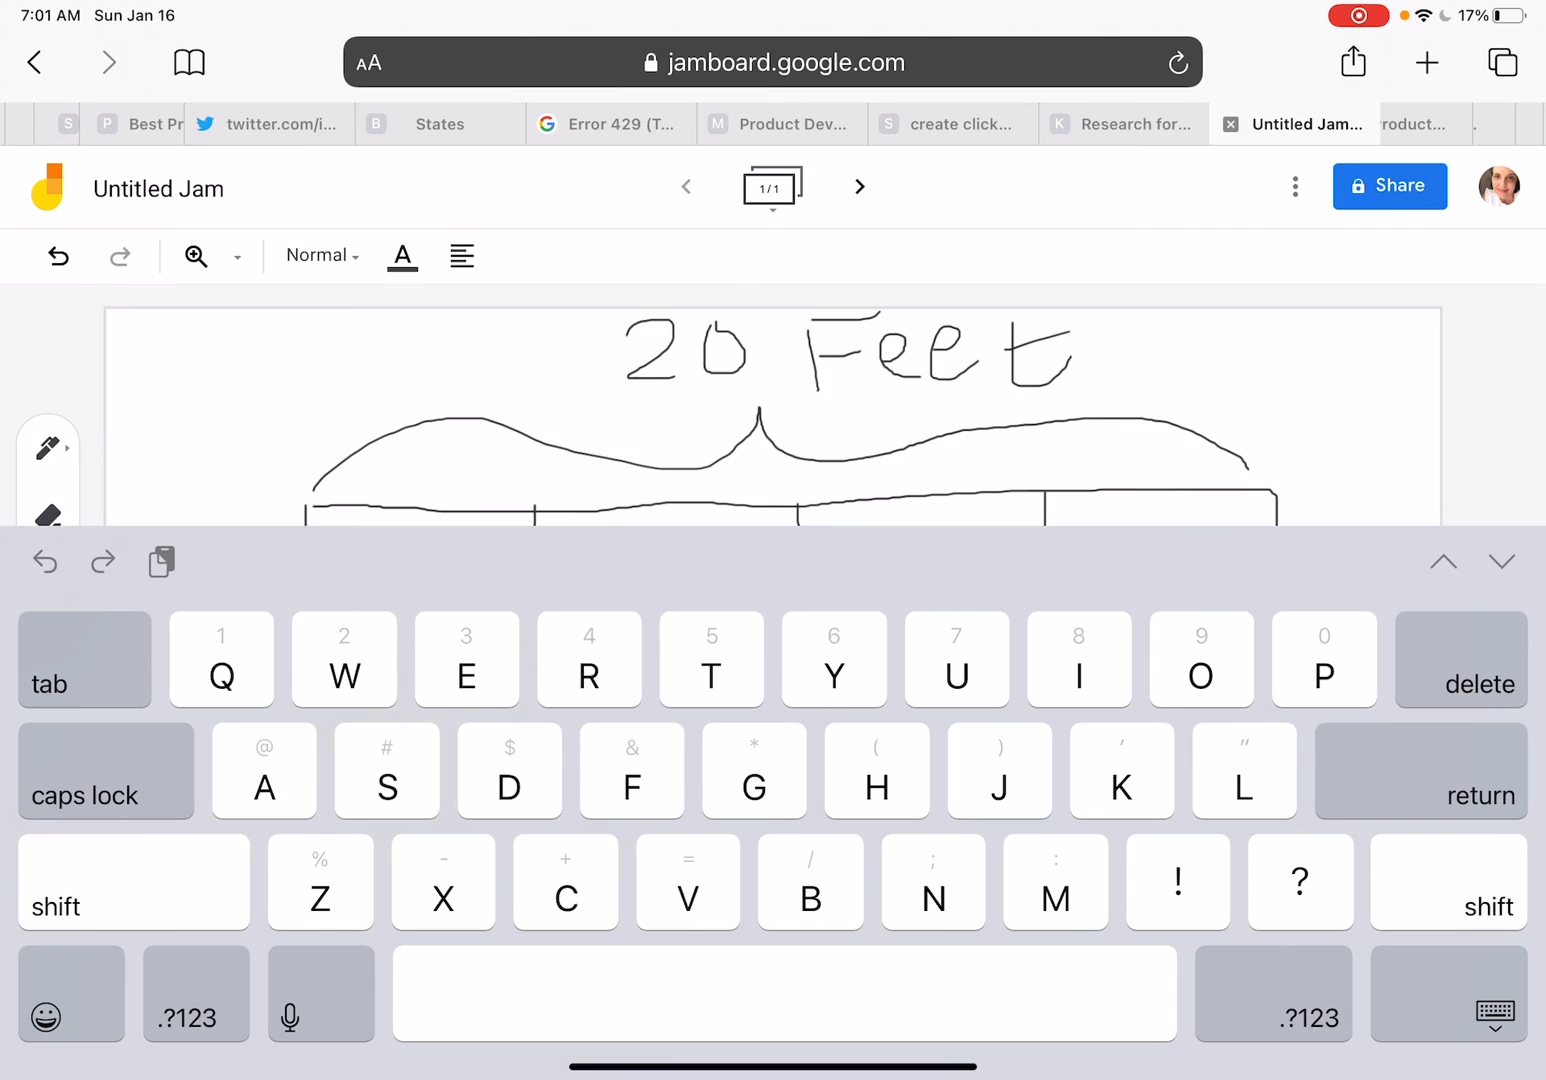 7:01 AM Sun Jan 16
17%
AA jamboard.google.com
S P Best Pr twitter.com/i... B States G Error 429 (T... M Product Dev... S create click... K Research for... Untitled Jam... roduct... .
Untitled Jam 1/1 Share
Normal A
20 Feet
1 2 3 4 5 6 7 8 9 0
tab Q W E R T Y U I O P delete
@ # $ & * ( ) ' "
caps lock A S D F G H J K L return
% - + = / ; :
shift Z X C V B N M ! ? shift
.?123 .?123